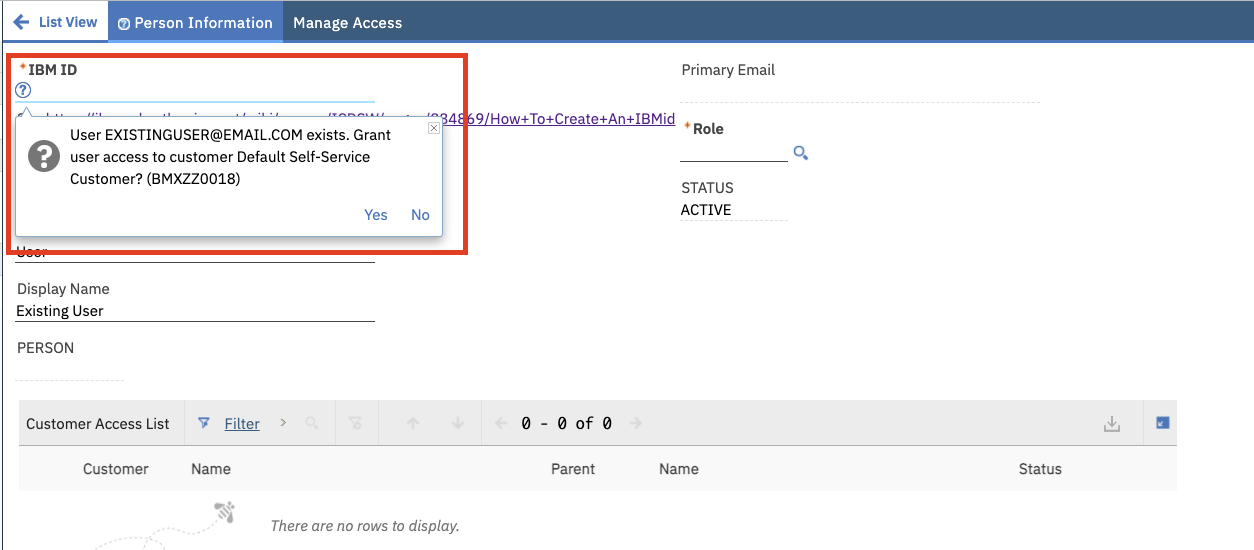 List View
Person Information
Manage Access
*IBM ID
834869/How+To+Create+An+IBMid
User EXISTINGUSER@EMAIL.COM exists. Grant
user access to customer Default Self-Service
Customer? (BMXZZ0018)
Yes No
User
Display Name
Existing User
PERSON
Primary Email
*Role
STATUS
ACTIVE
Customer Access List
Filter
0 - 0 of 0
Customer Name Parent Name Status
There are no rows to display.